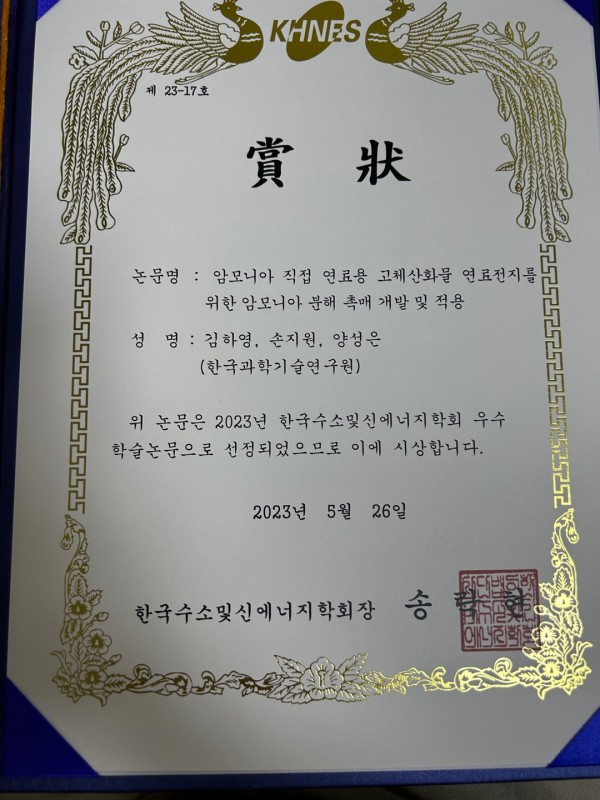 KHNES
제 23-17호
賞 狀
논문명 : 암모니아 직접 연료용 고체산화물 연료전지를
위한 암모니아 분해 촉매 개발 및 적용
성 명 : 김하영, 손지원, 양성은
(한국과학기술연구원)
위 논문은 2023년 한국수소및신에너지학회 우수
학술논문으로 선정되었으므로 이에 시상합니다.
2023년 5월 26일
한국수소및신에너지학회장 송